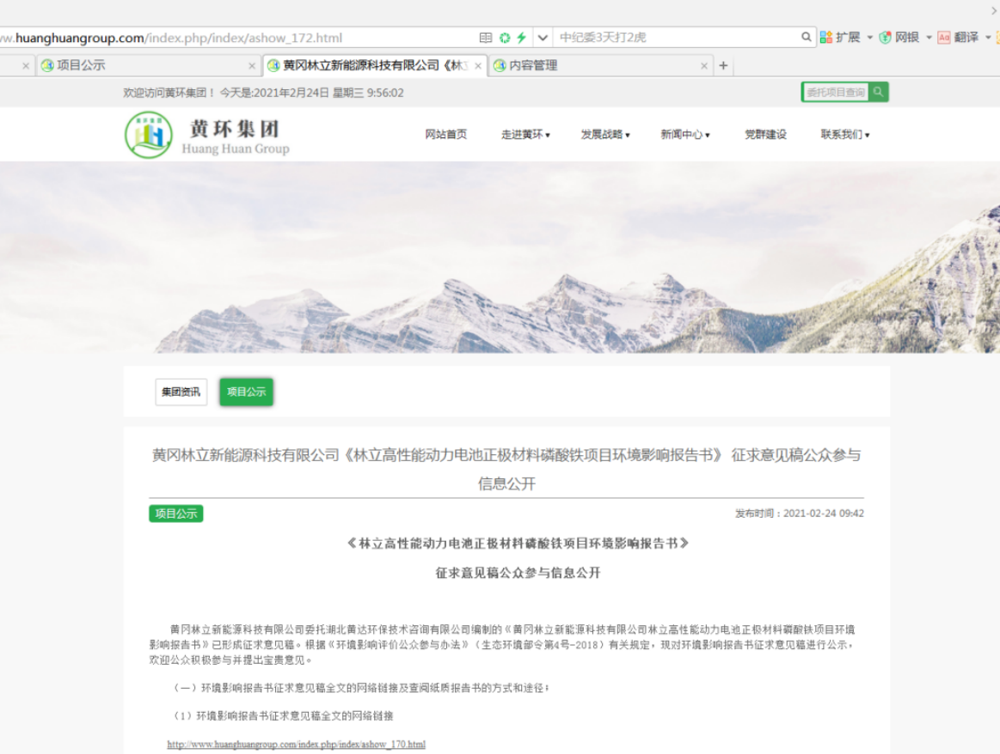 ww.huanghuangroup.com/index.php/index/ashow_172.html
中纪委3天打2虎
扩展
网银
Aa 翻译
项目公示
黄冈林立新能源科技有限公司《林立
内容管理
欢迎访问黄环集团！ 今天是:2021年2月24日 星期三 9:56:02
委托项目查询
黄环集团
Huang Huan Group
网站首页 走进黄环▾ 发展战略▾ 新闻中心▾ 党群建设 联系我们▾
集团资讯
项目公示
黄冈林立新能源科技有限公司《林立高性能动力电池正极材料磷酸铁项目环境影响报告书》 征求意见稿公众参与
信息公开
项目公示
发布时间：2021-02-24 09:42
《林立高性能动力电池正极材料磷酸铁项目环境影响报告书》
征求意见稿公众参与信息公开
黄冈林立新能源科技有限公司委托湖北黄达环保技术咨询有限公司编制的《黄冈林立新能源科技有限公司林立高性能动力电池正极材料磷酸铁项目环境
影响报告书》已形成征求意见稿。根据《环境影响评价公众参与办法》（生态环境部令第4号-2018）有关规定，现对环境影响报告书征求意见稿进行公示，
欢迎公众积极参与并提出宝贵意见。
（一）环境影响报告书征求意见稿全文的网络链接及查阅纸质报告书的方式和途径；
（1）环境影响报告书征求意见稿全文的网络链接
http://www.huanghuangroup.com/index.php/index/ashow_170.html